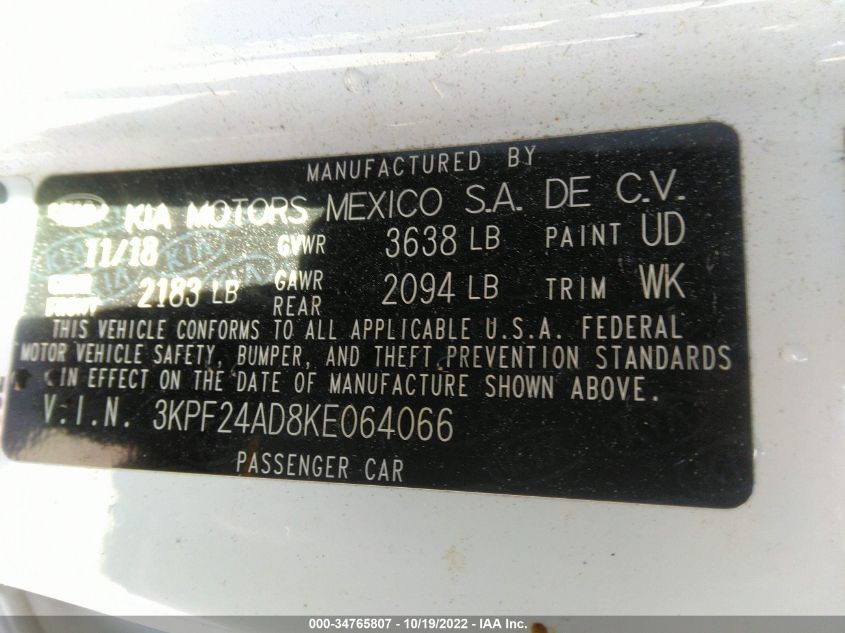 MANUFACTURED BY
KIA MOTORS MEXICO S.A. DE C.V.
11/18 GVWR 3638 LB PAINT UD
GAWR FRONT 2183 LB GAWR REAR 2094 LB TRIM WK
THIS VEHICLE CONFORMS TO ALL APPLICABLE U.S.A. FEDERAL
MOTOR VEHICLE SAFETY, BUMPER, AND THEFT PREVENTION STANDARDS
IN EFFECT ON THE DATE OF MANUFACTURE SHOWN ABOVE.
V.I.N. 3KPF24AD8KE064066
PASSENGER CAR
000-34765807 - 10/19/2022 - IAA Inc.